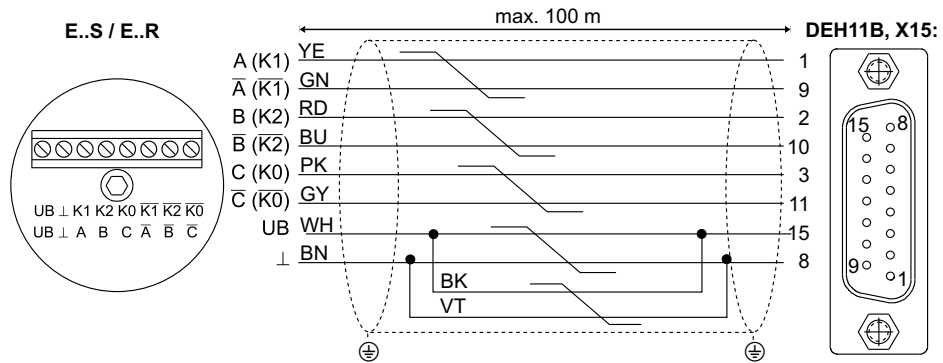 E..S / E..R
max. 100 m
DEH11B, X15:
A (K1) YE 1
A̅ (K̅1̅) GN 9
B (K2) RD 2
B̅ (K̅2̅) BU 10
C (K0) PK 3
C̅ (K̅0̅) GY 11
UB WH 15
⊥ BN 8
BK
VT
UB ⊥ K1 K2 K0 K̅1̅ K̅2̅ K̅0̅
UB ⊥ A B C A̅ B̅ C̅
15 8
9 1